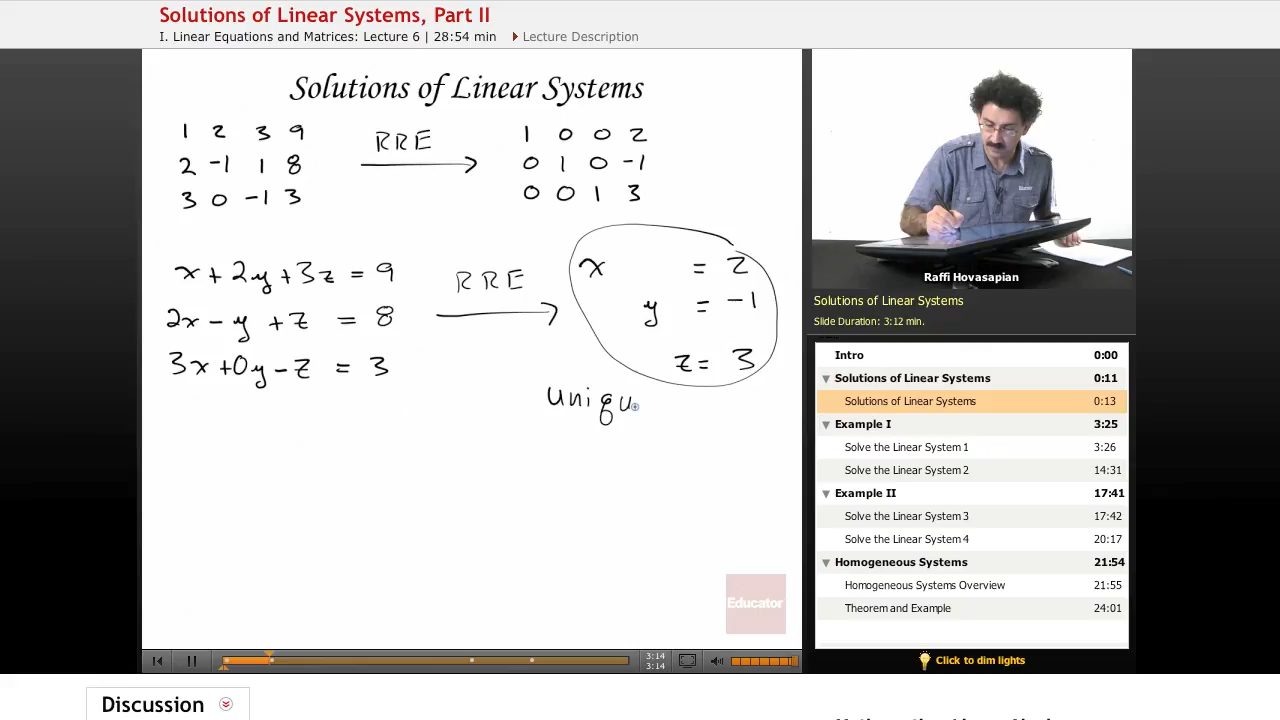 Solutions of Linear Systems, Part II
I. Linear Equations and Matrices: Lecture 6 | 28:54 min
Lecture Description
Solutions of Linear Systems
1 2 3 9
2 -1 1 8
3 0 -1 3
RRE
1 0 0 2
0 1 0 -1
0 0 1 3
x + 2y + 3z = 9
2x - y + z = 8
3x + 0y - z = 3
RRE
x = 2
y = -1
z = 3
Uniqu
Educator
Raffi Hovasapian
Solutions of Linear Systems
Slide Duration: 3:12 min.
Intro 0:00
Solutions of Linear Systems 0:11
Solutions of Linear Systems 0:13
Example I 3:25
Solve the Linear System 1 3:26
Solve the Linear System 2 14:31
Example II 17:41
Solve the Linear System 3 17:42
Solve the Linear System 4 20:17
Homogeneous Systems 21:54
Homogeneous Systems Overview 21:55
Theorem and Example 24:01
3:14
3:14
Click to dim lights
Discussion